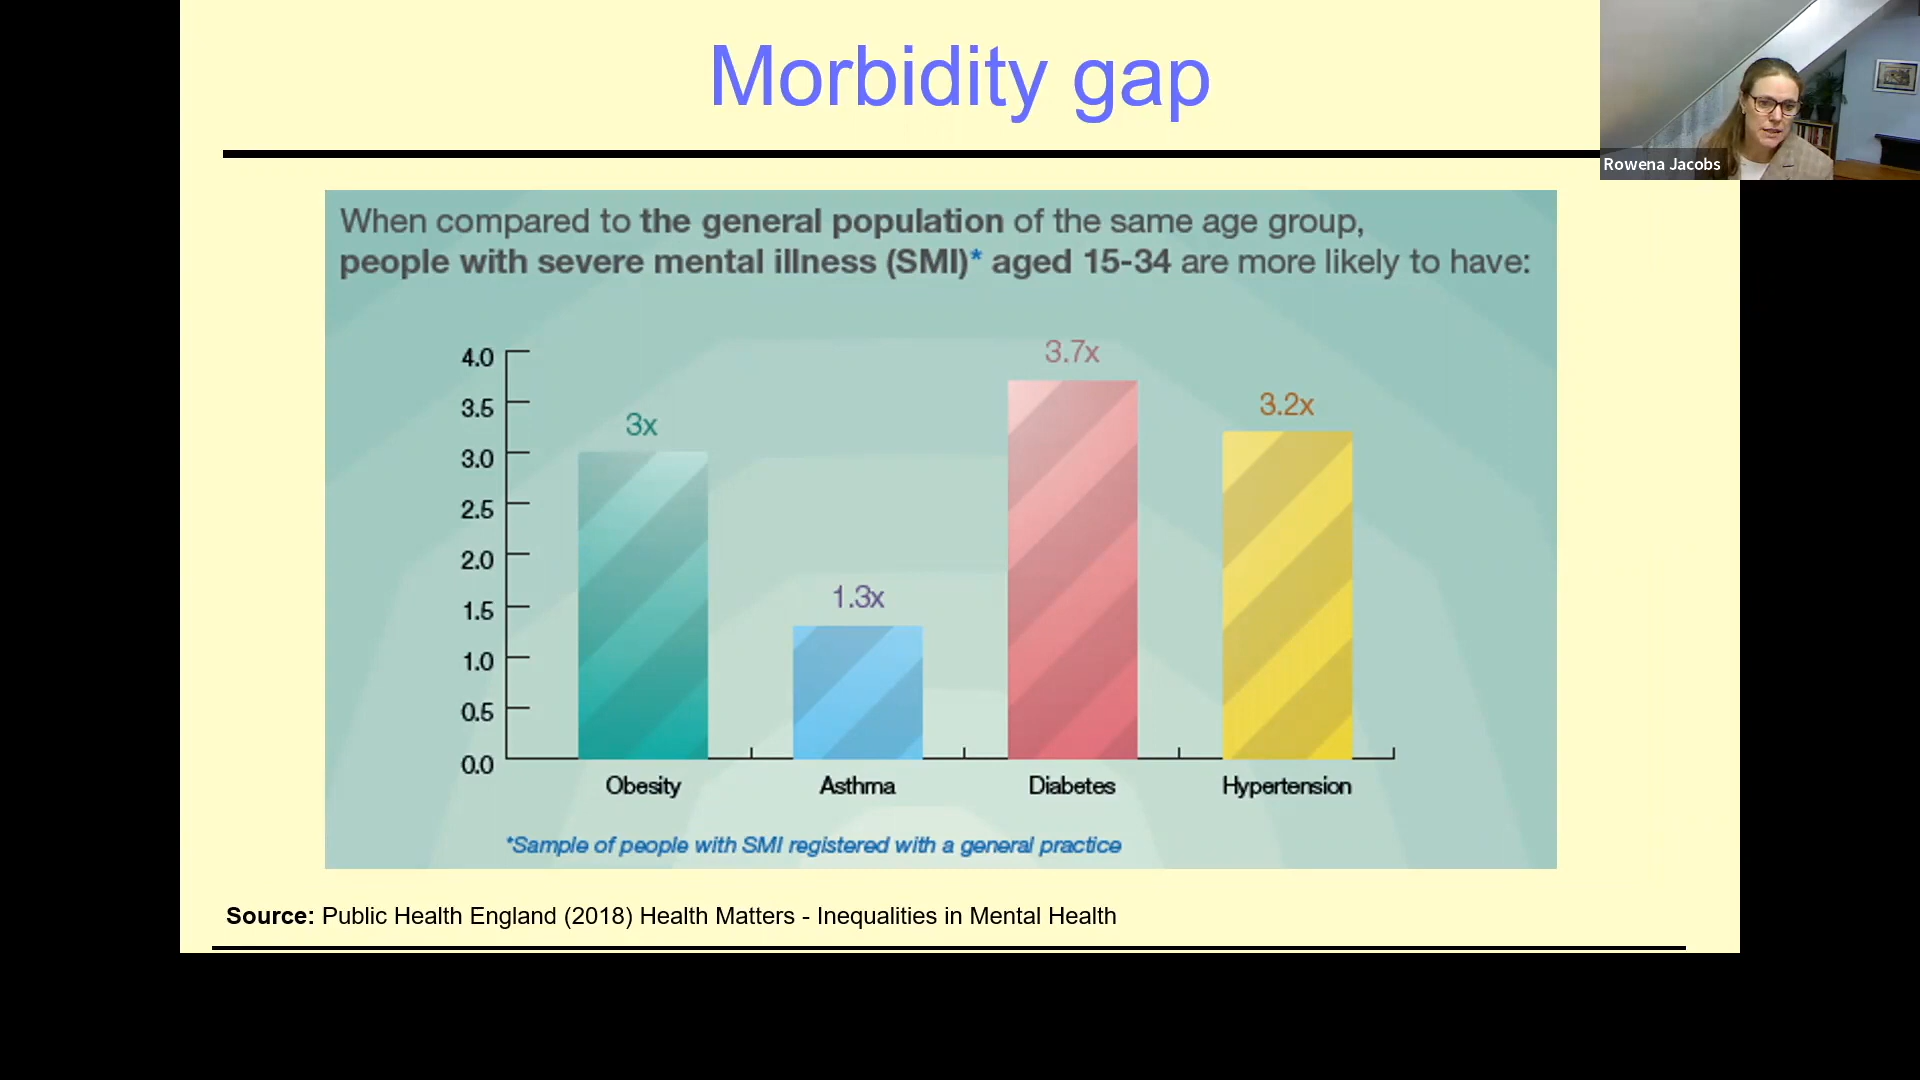 Morbidity gap
Rowena Jacobs
When compared to the general population of the same age group,
people with severe mental illness (SMI)* aged 15-34 are more likely to have:
4.0
3.5
3.0
2.5
2.0
1.5
1.0
0.5
0.0
3x
1.3x
3.7x
3.2x
Obesity
Asthma
Diabetes
Hypertension
*Sample of people with SMI registered with a general practice
Source: Public Health England (2018) Health Matters - Inequalities in Mental Health